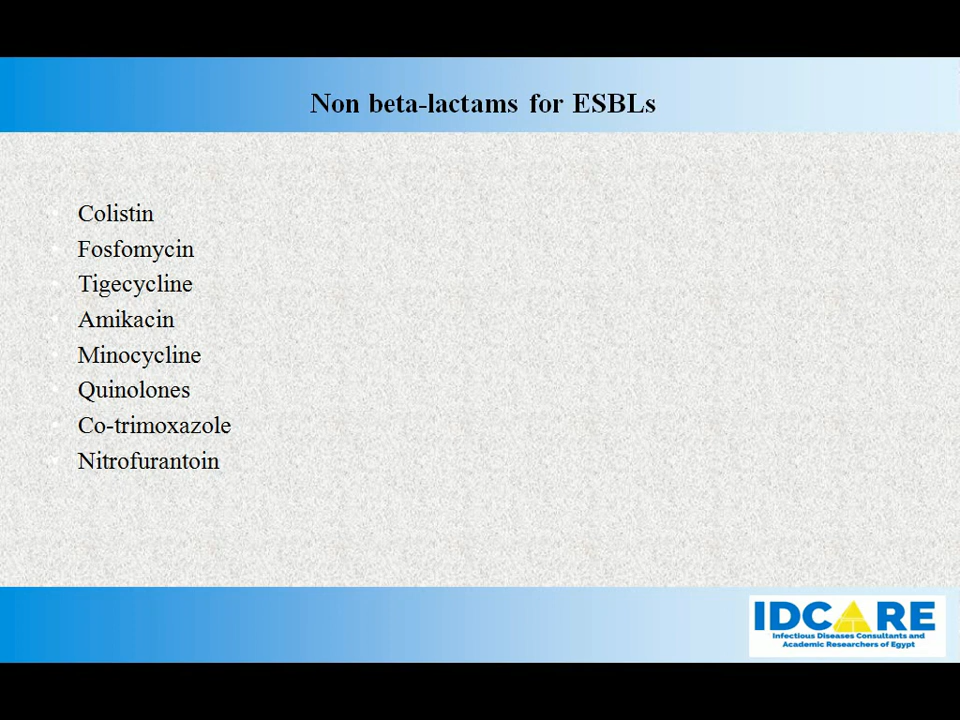 Non beta-lactams for ESBLs
Colistin
Fosfomycin
Tigecycline
Amikacin
Minocycline
Quinolones
Co-trimoxazole
Nitrofurantoin
IDCARE
Infectious Diseases Consultants and
Academic Researchers of Egypt